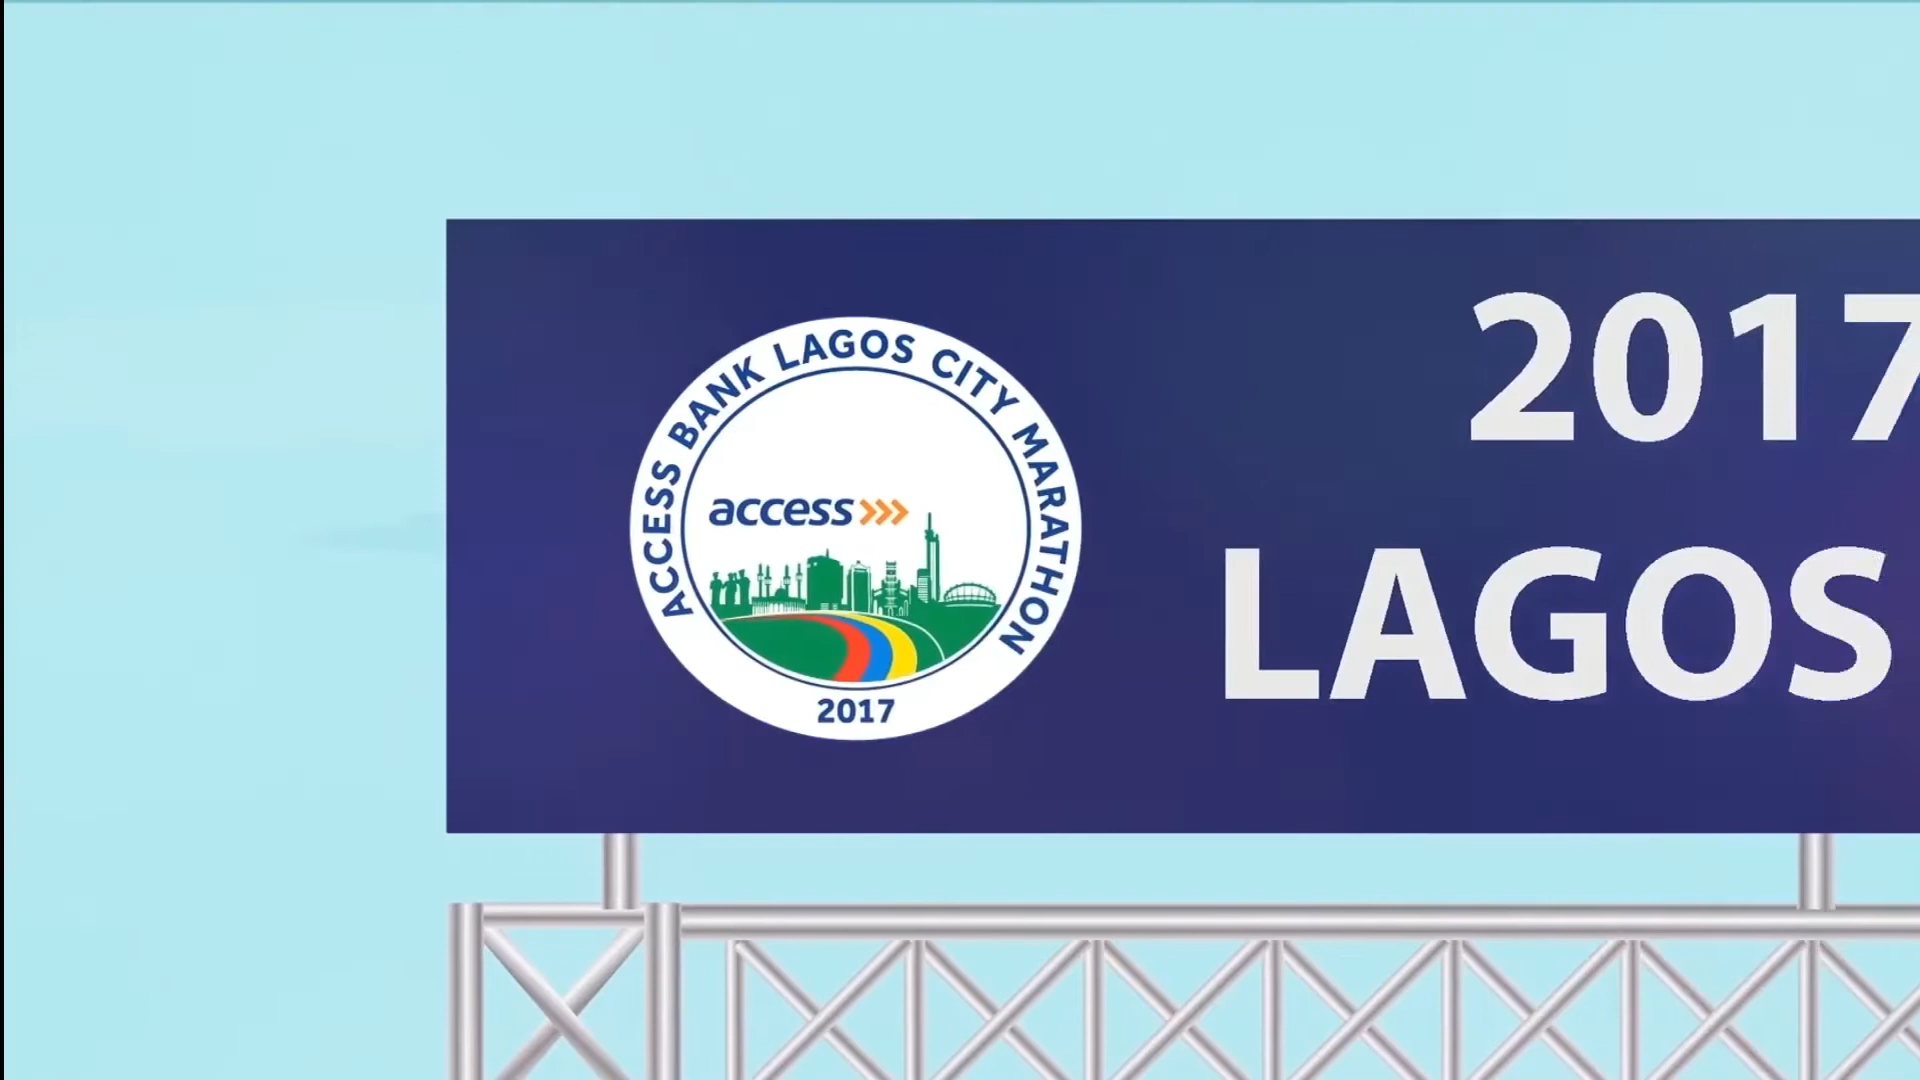 ACCESS BANK LAGOS CITY MARATHON
access
2017
2017
LAGOS